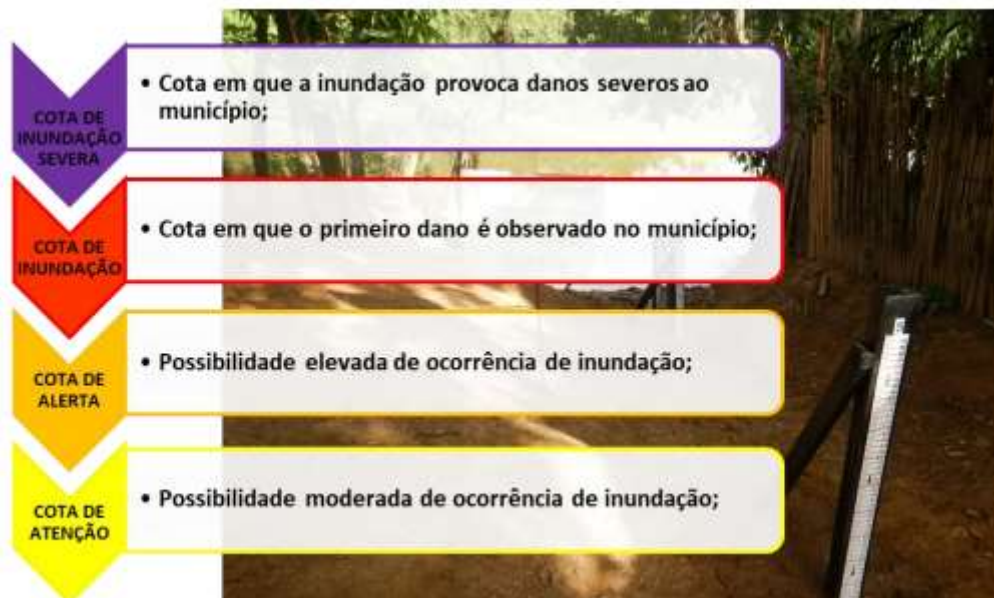 COTA DE
INUNDAÇÃO
SEVERA
• Cota em que a inundação provoca danos severos ao
município;
COTA DE
INUNDAÇÃO
• Cota em que o primeiro dano é observado no município;
COTA DE
ALERTA
• Possibilidade elevada de ocorrência de inundação;
COTA DE
ATENÇÃO
• Possibilidade moderada de ocorrência de inundação;